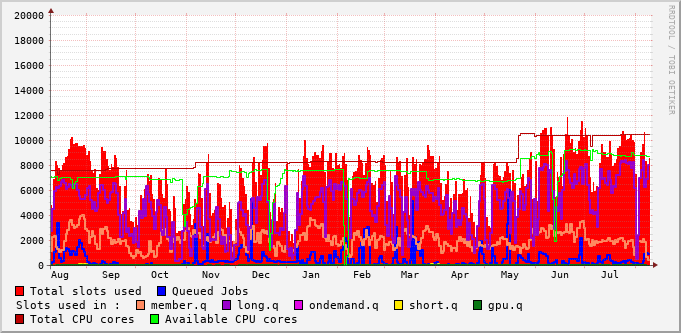 20000
18000
16000
14000
12000
10000
8000
6000
4000
2000
0
Aug Sep Oct Nov Dec Jan Feb Mar Apr May Jun Jul
RRDTOOL / TOBI OETIKER
Total slots used Queued Jobs
Slots used in : member.q long.q ondemand.q short.q gpu.q
Total CPU cores Available CPU cores